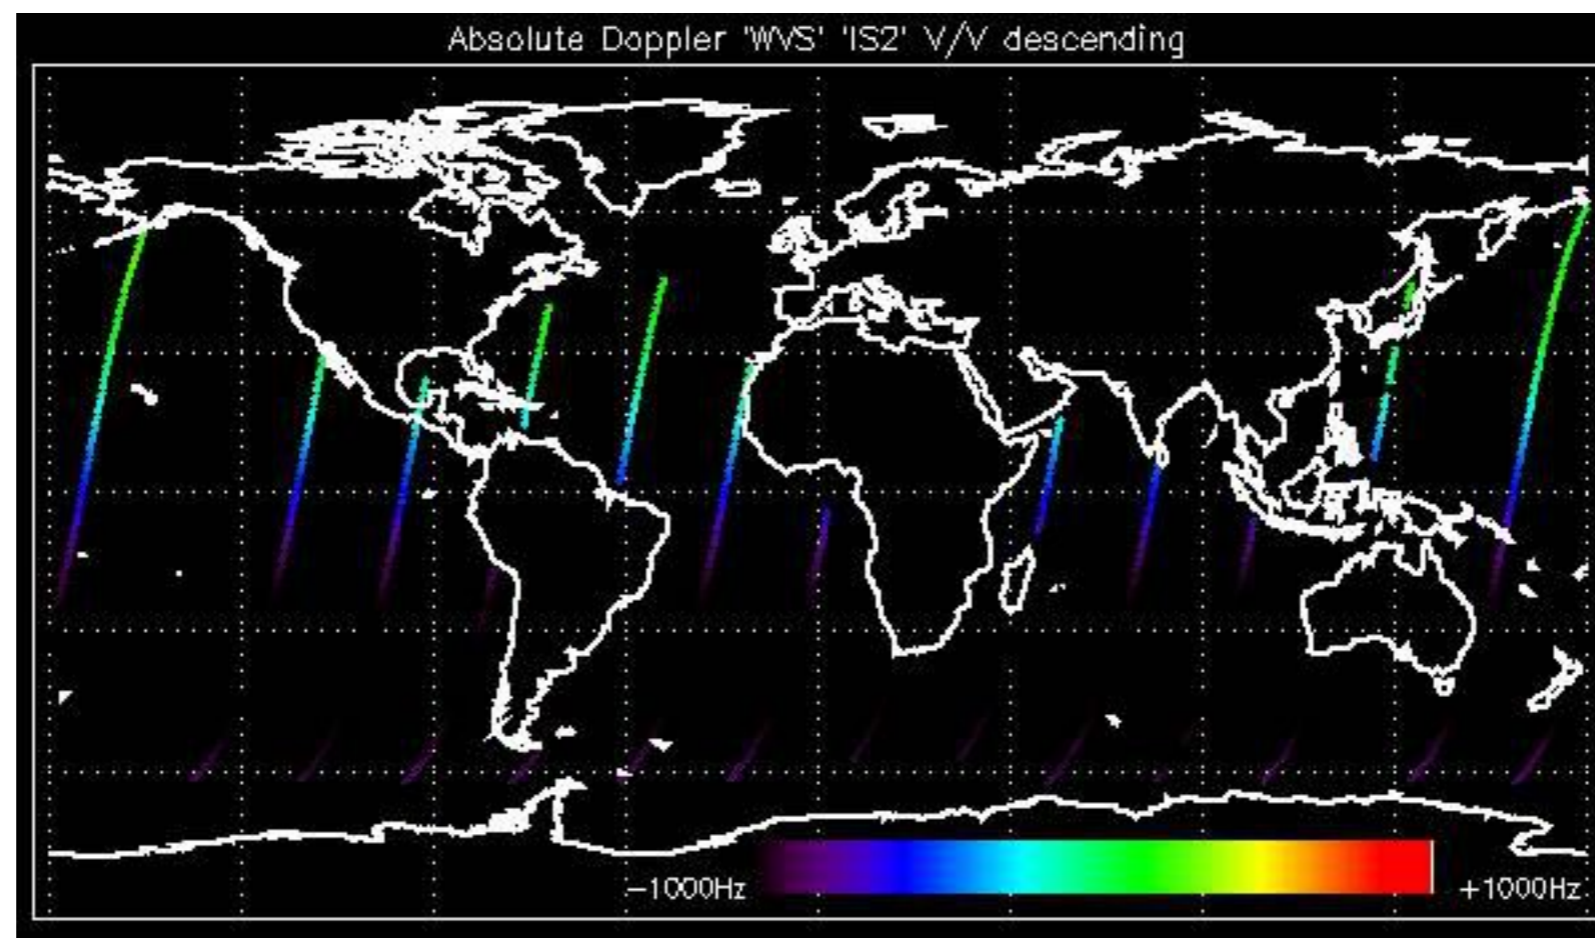 Absolute Doppler 'WVS' 'IS2' V/V descending
−1000Hz +1000Hz